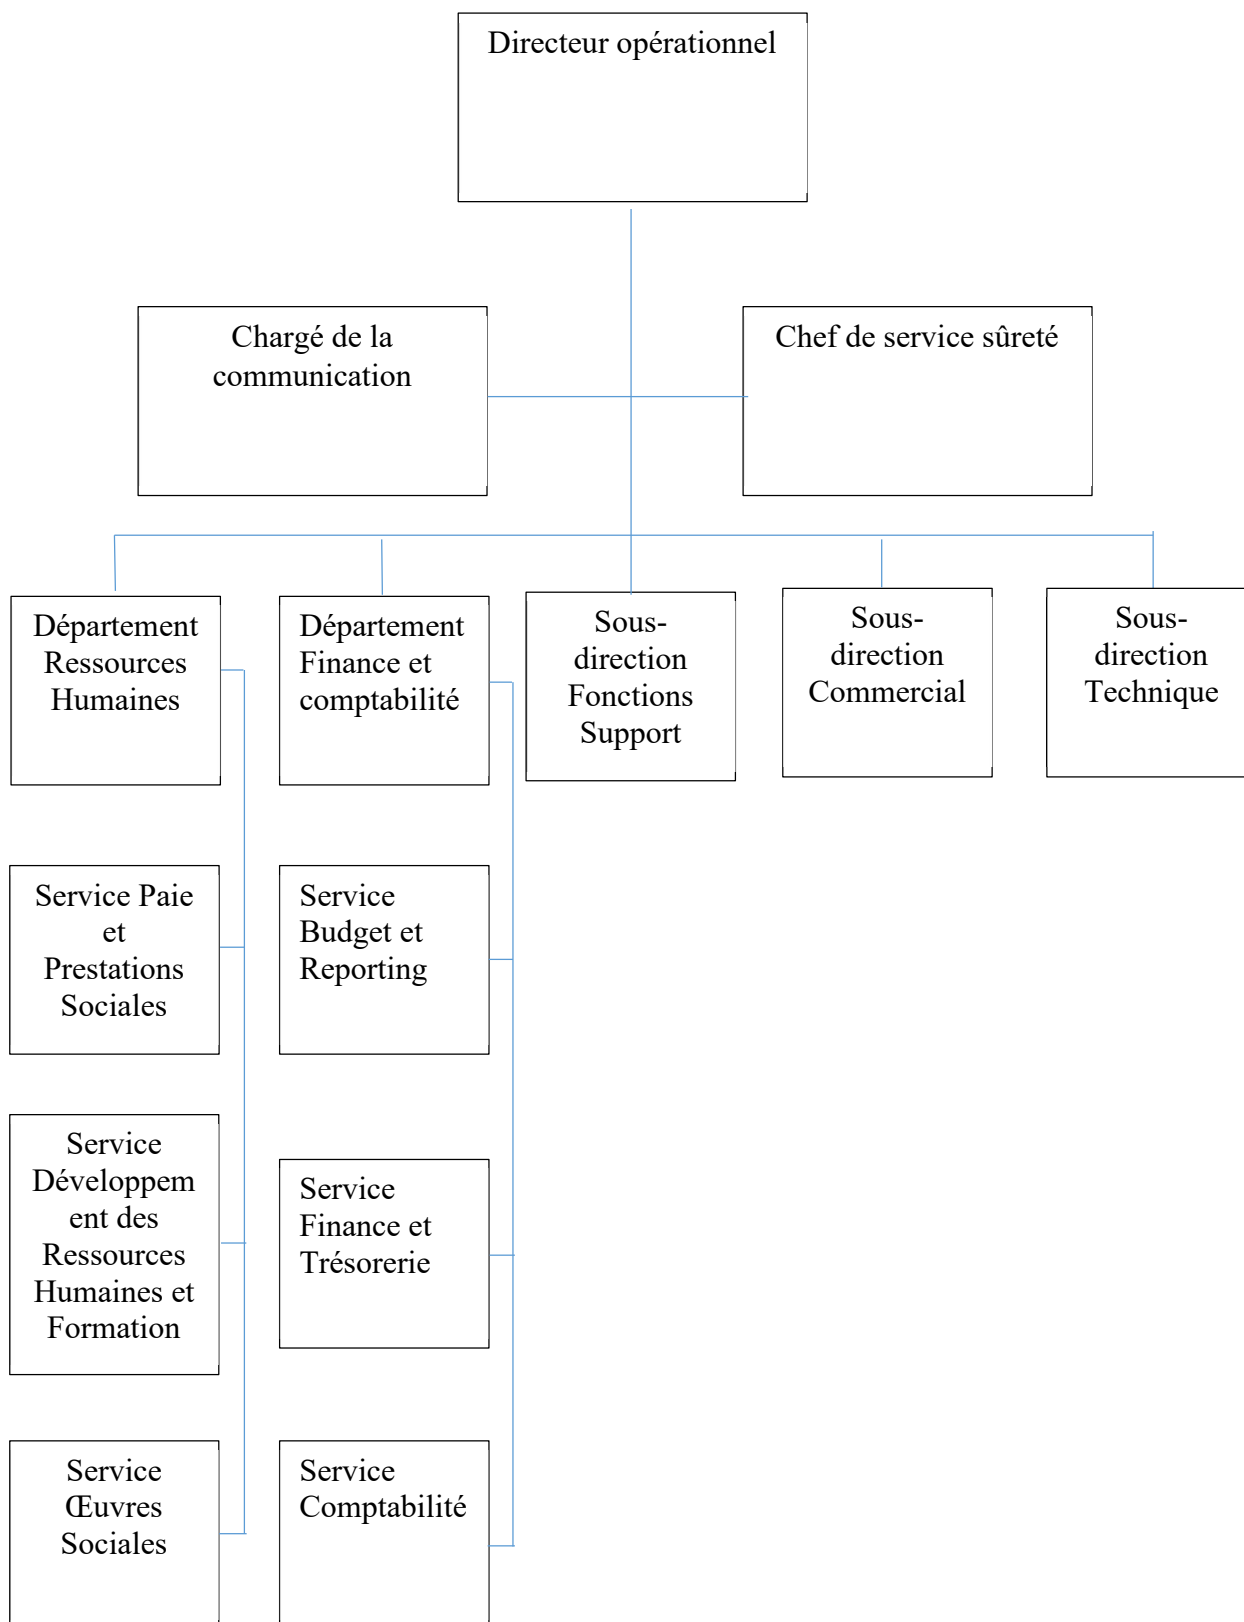 Directeur opérationnel
Chargé de la
communication
Chef de service sûreté
Département
Ressources
Humaines
Département
Finance et
comptabilité
Sous-
direction
Fonctions
Support
Sous-
direction
Commercial
Sous-
direction
Technique
Service Paie
et
Prestations
Sociales
Service
Budget et
Reporting
Service
Développem
ent des
Ressources
Humaines et
Formation
Service
Finance et
Trésorerie
Service
Œuvres
Sociales
Service
Comptabilité